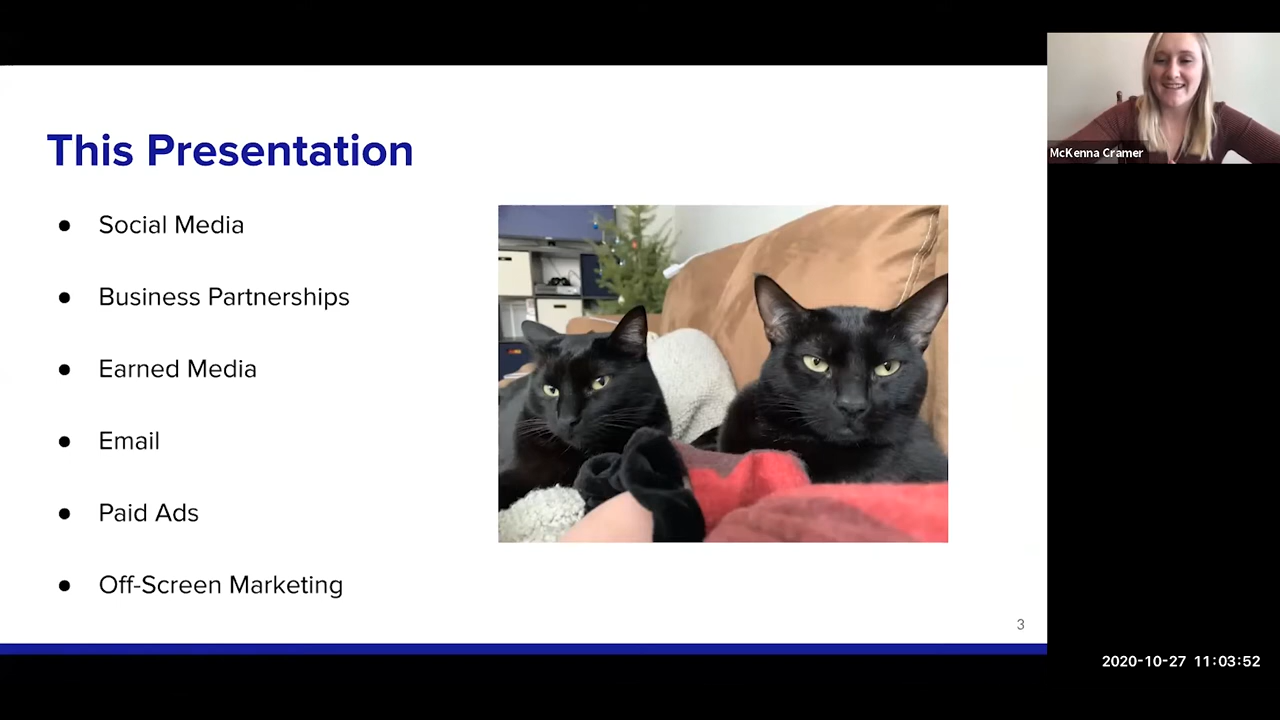 This Presentation
● Social Media
● Business Partnerships
● Earned Media
● Email
● Paid Ads
● Off-Screen Marketing
3
McKenna Cramer
2020-10-27 11:03:52